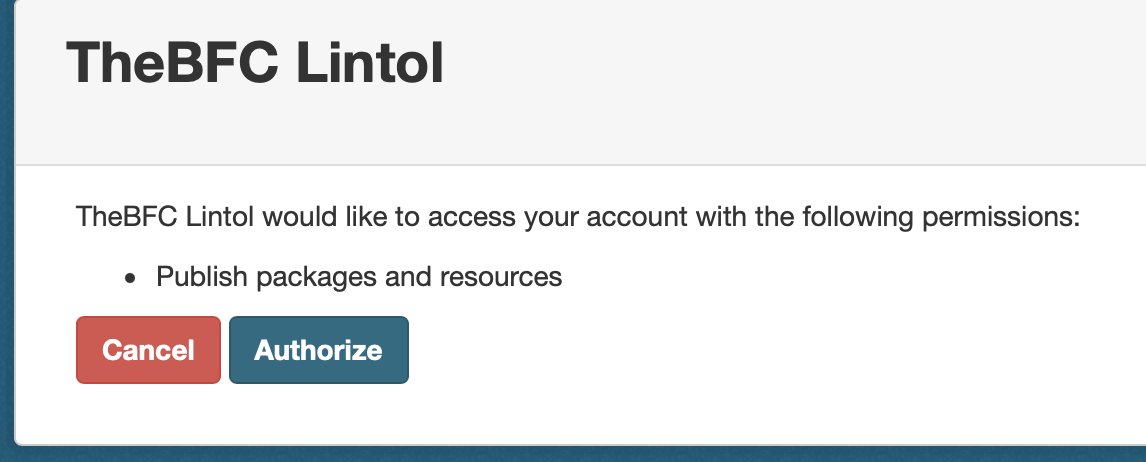 TheBFC Lintol
TheBFC Lintol would like to access your account with the following permissions:
• Publish packages and resources
Cancel Authorize